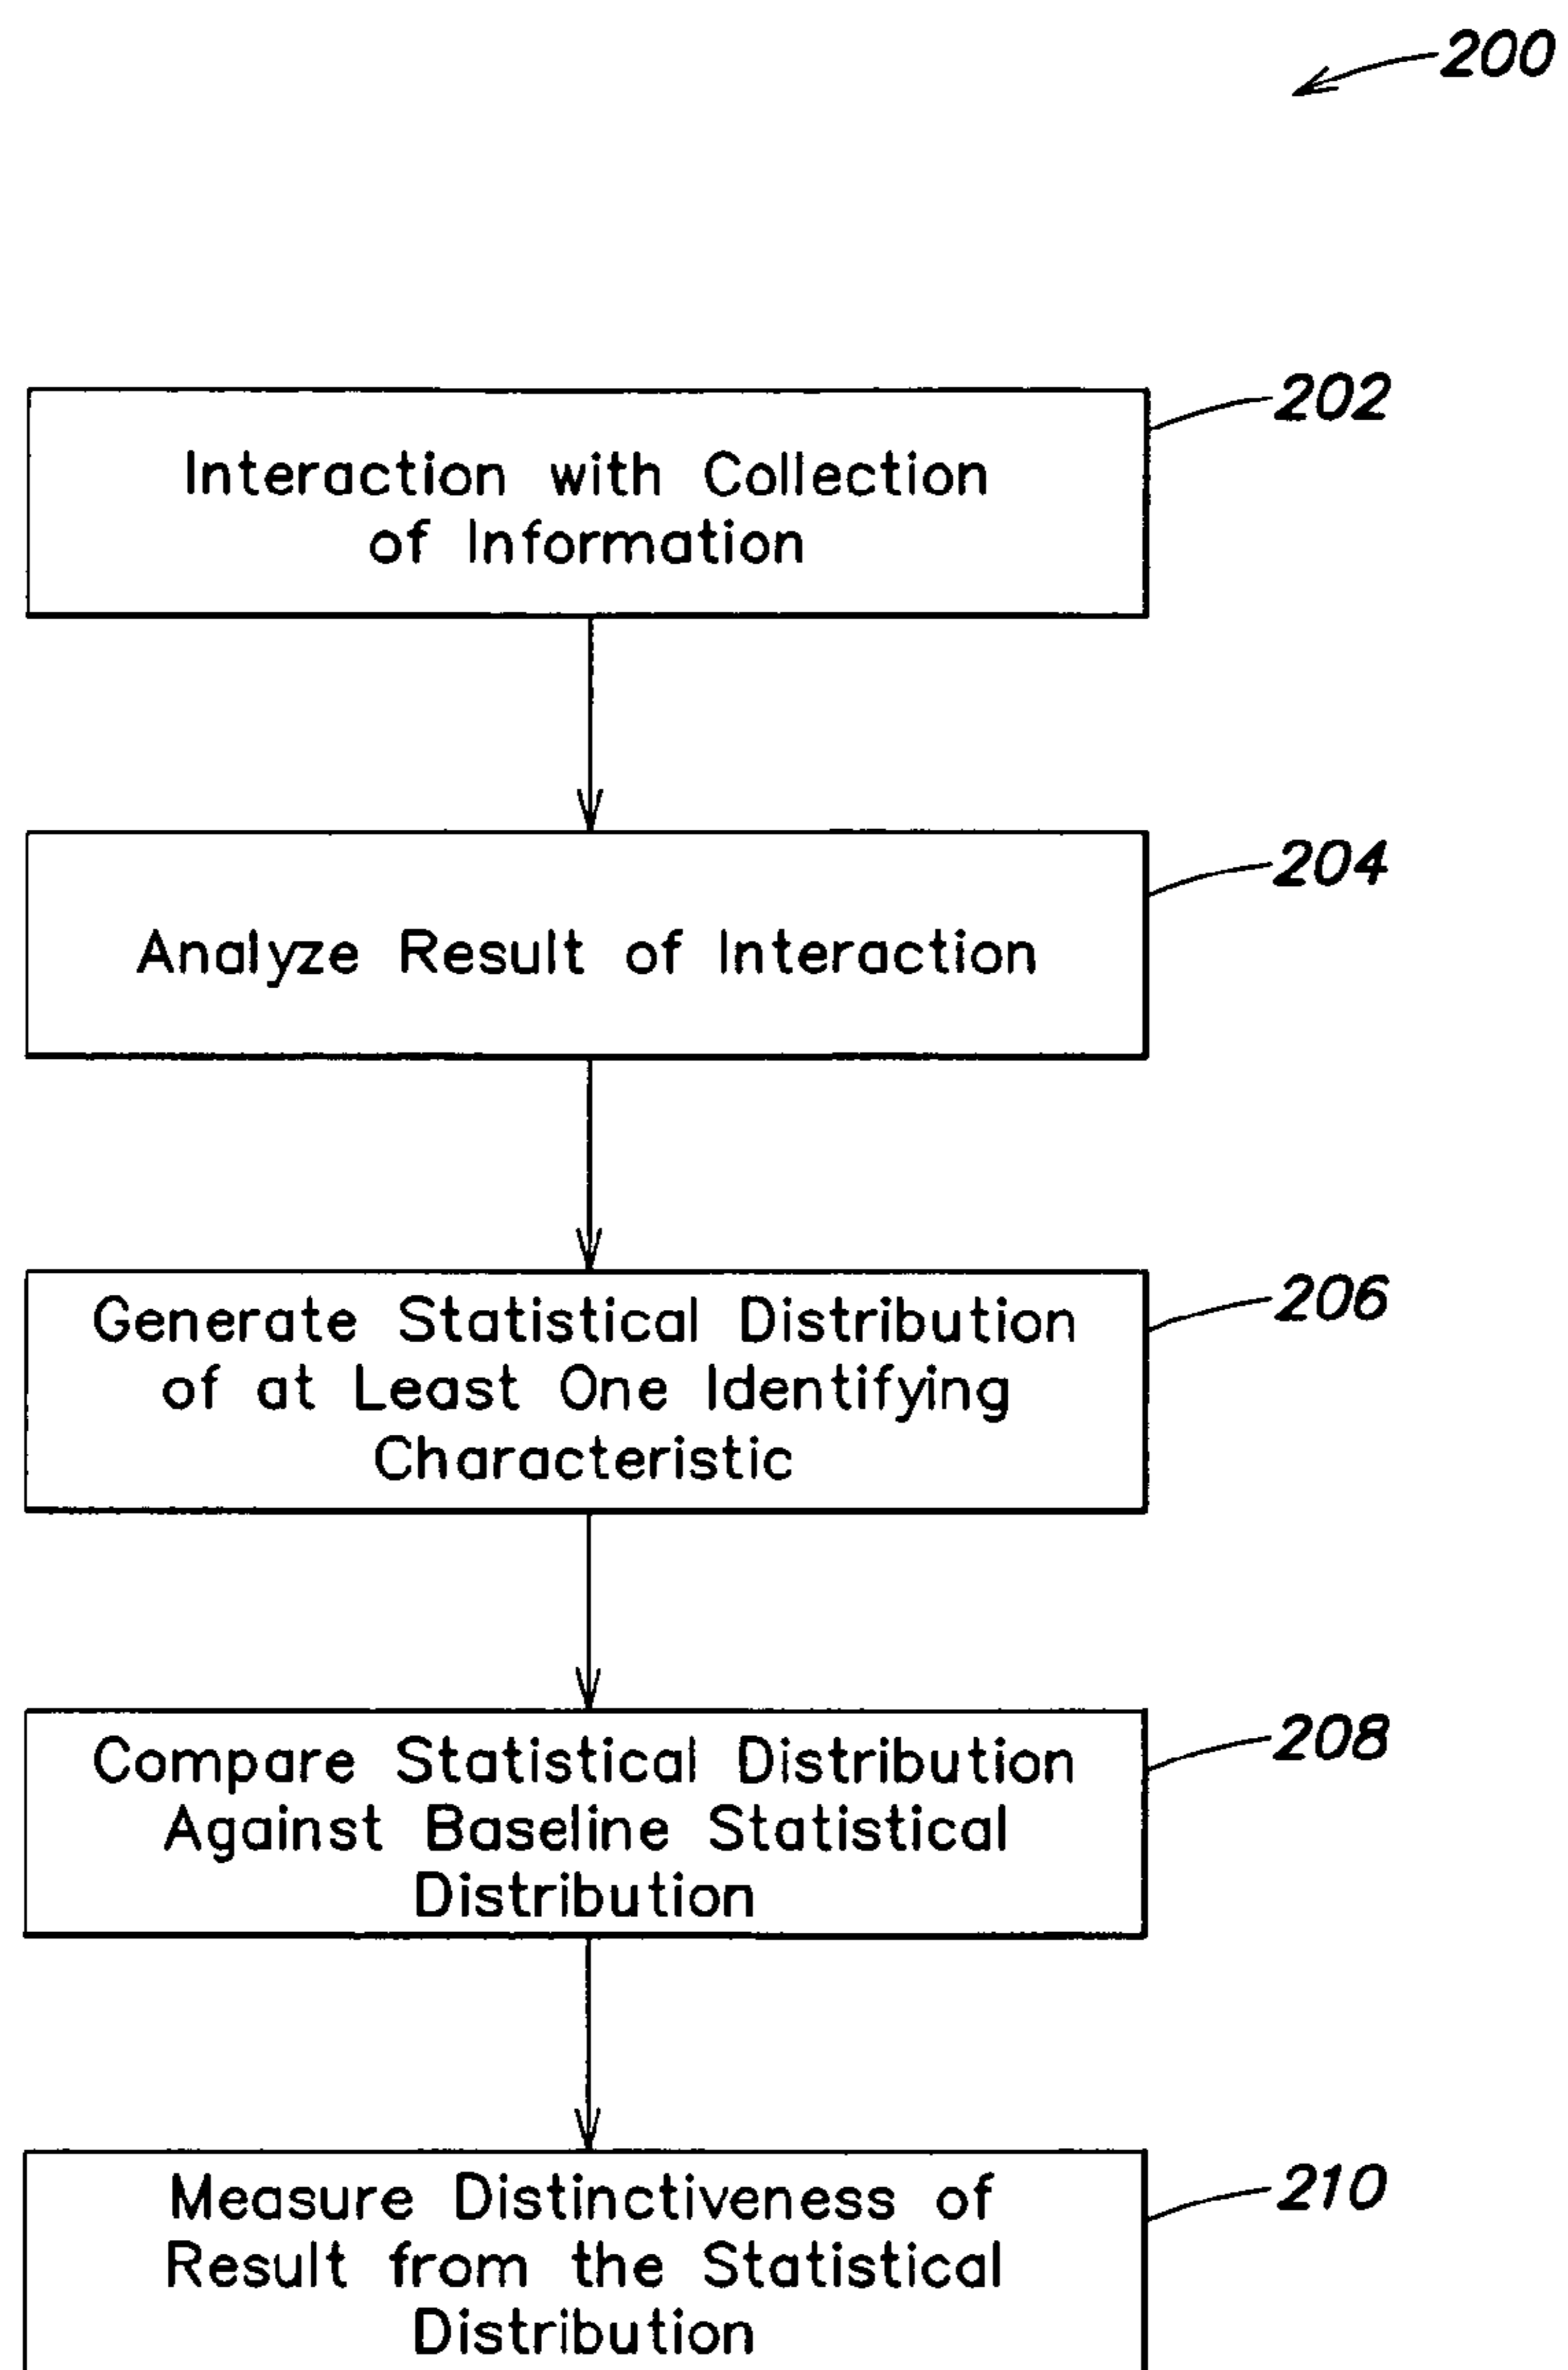 200
202
Interaction with Collection
of Information
204
Analyze Result of Interaction
206
Generate Statistical Distribution
of at Least One Identifying
Characteristic
208
Compare Statistical Distribution
Against Baseline Statistical
Distribution
210
Measure Distinctiveness of
Result from the Statistical
Distribution